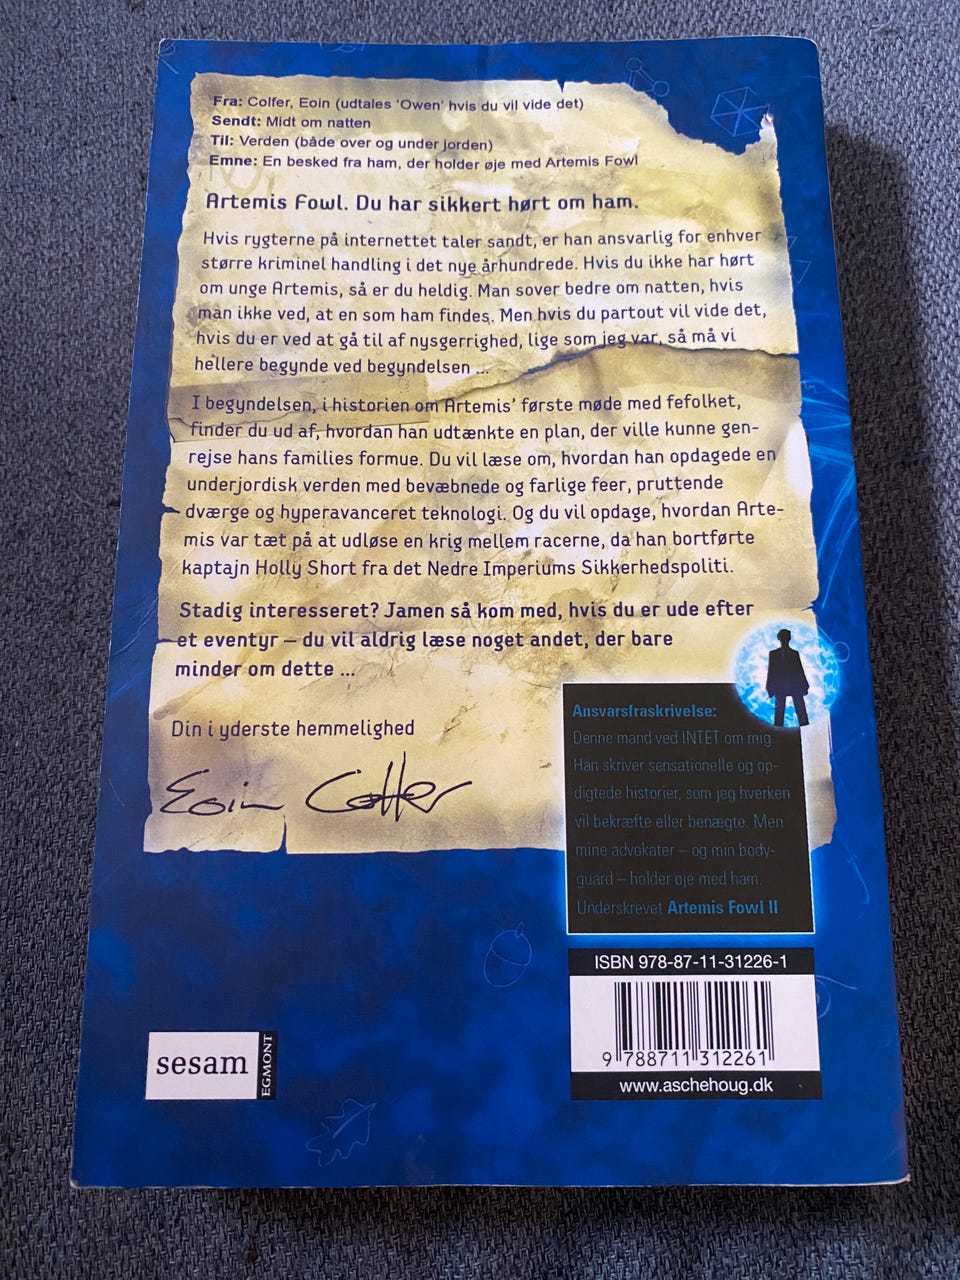 Fra: Colfer, Eoin (udtales 'Owen' hvis du vil vide det)
Sendt: Midt om natten
Til: Verden (både over og under jorden)
Emne: En besked fra ham, der holder øje med Artemis Fowl
Artemis Fowl. Du har sikkert hørt om ham.
Hvis rygterne på internettet taler sandt, er han ansvarlig for enhver
større kriminel handling i det nye århundrede. Hvis du ikke har hørt
om unge Artemis, så er du heldig. Man sover bedre om natten, hvis
man ikke ved, at en som ham findes. Men hvis du partout vil vide det,
hvis du er ved at gå til af nysgerrighed, lige som jeg var, så må vi
hellere begynde ved begyndelsen ...
I begyndelsen, i historien om Artemis' første møde med fefolket,
finder du ud af, hvordan han udtænkte en plan, der ville kunne gen-
rejse hans families formue. Du vil læse om, hvordan han opdagede en
underjordisk verden med bevæbnede og farlige feer, pruttende
dværge og hyperavanceret teknologi. Og du vil opdage, hvordan Arte-
mis var tæt på at udløse en krig mellem racerne, da han bortførte
kaptajn Holly Short fra det Nedre Imperiums Sikkerhedspoliti.
Stadig interesseret? Jamen så kom med, hvis du er ude efter
et eventyr – du vil aldrig læse noget andet, der bare
minder om dette ...
Din i yderste hemmelighed
Eoin Colfer
Ansvarsfraskrivelse:
Denne mand ved INTET om mig
Han skriver sensationelle og op-
digtede historier, som jeg hverken
vil bekræfte eller benægte. Men
mine advokater – og min body-
guard – holder øje med ham.
Underskrevet Artemis Fowl II
ISBN 978-87-11-31226-1
9 788711 312261
www.aschehoug.dk
sesam
EGMONT